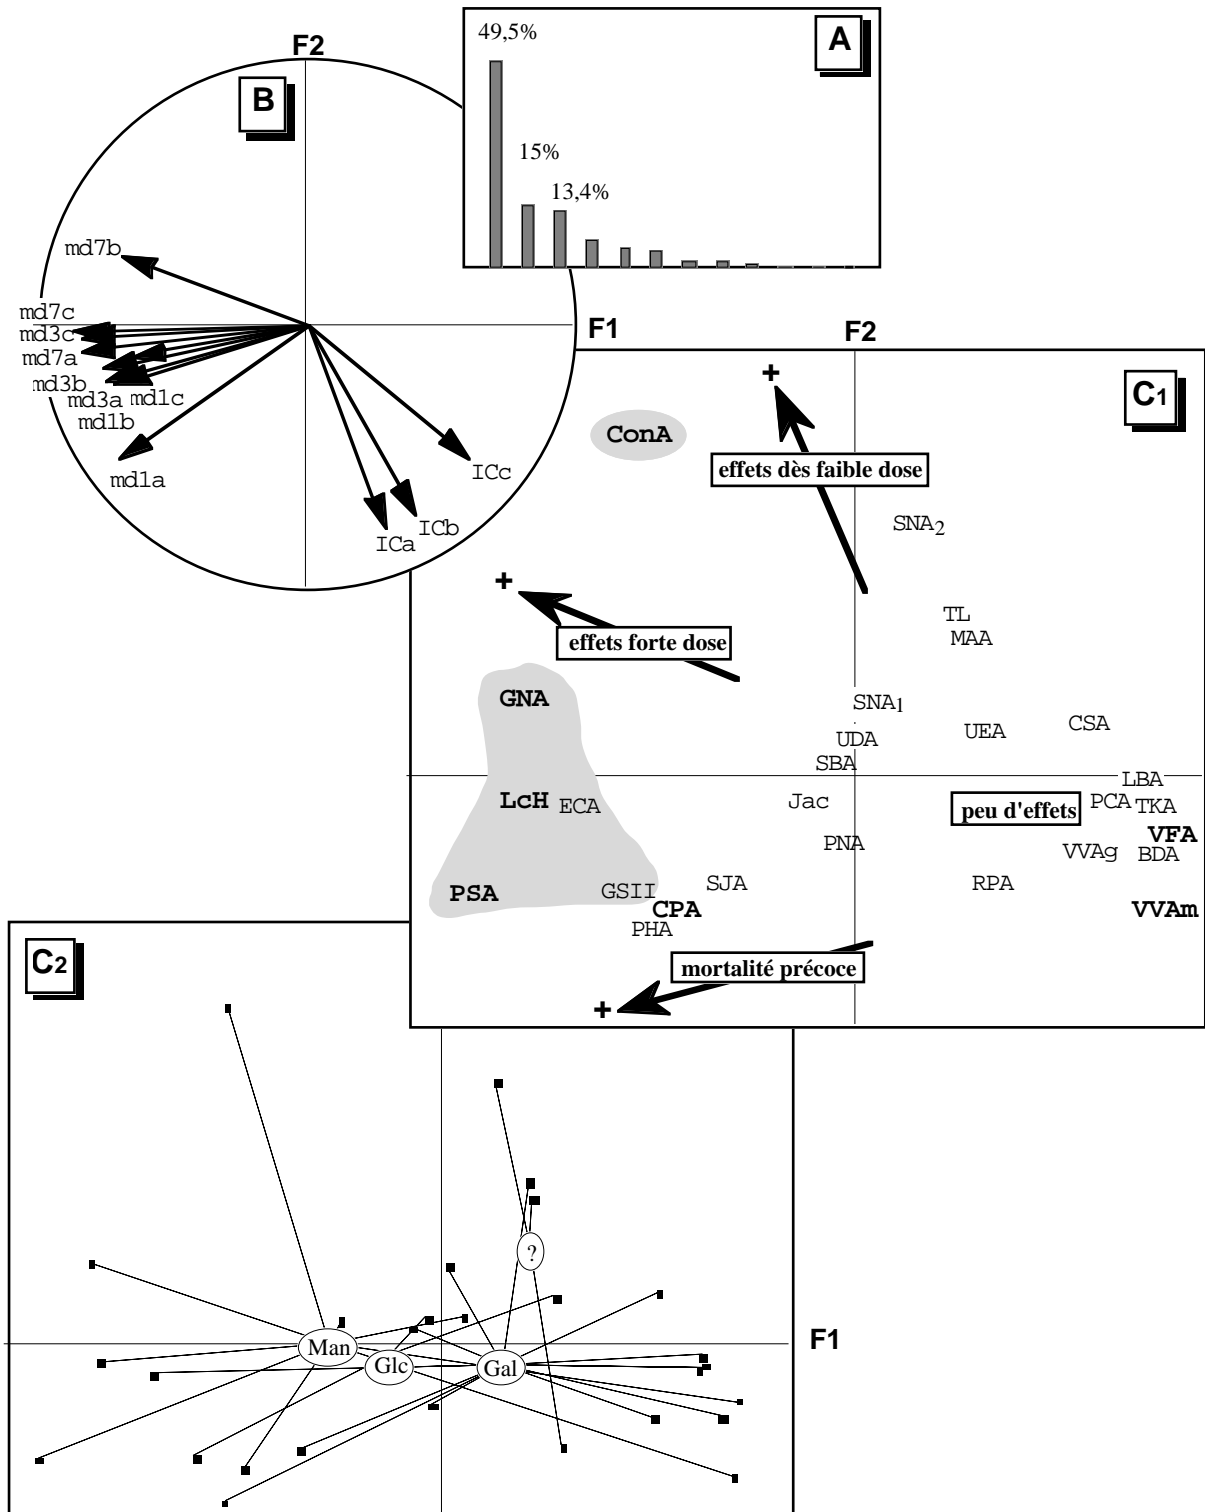 A
49,5%
15%
13,4%
F2
B
md7b
md7c
md3c
md7a
md3b
md3a
md1c
md1b
md1a
ICc
ICb
ICa
F1
F2
C1
+
ConA
effets dès faible dose
SNA2
+
TL
MAA
effets forte dose
GNA
SNA1
CSA
UEA
UDA
SBA
LBA
LcH
ECA
Jac
peu d'effets
PCA
TKA
VFA
PNA
VVAg
BDA
PSA
GSII
SJA
RPA
CPA
VVAm
PHA
mortalité précoce
+
C2
?
F1
Man
Glc
Gal